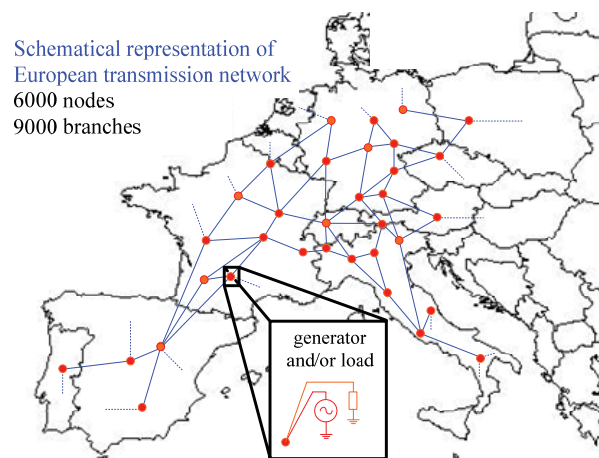 Schematical representation of
European transmission network
6000 nodes
9000 branches
generator
and/or load